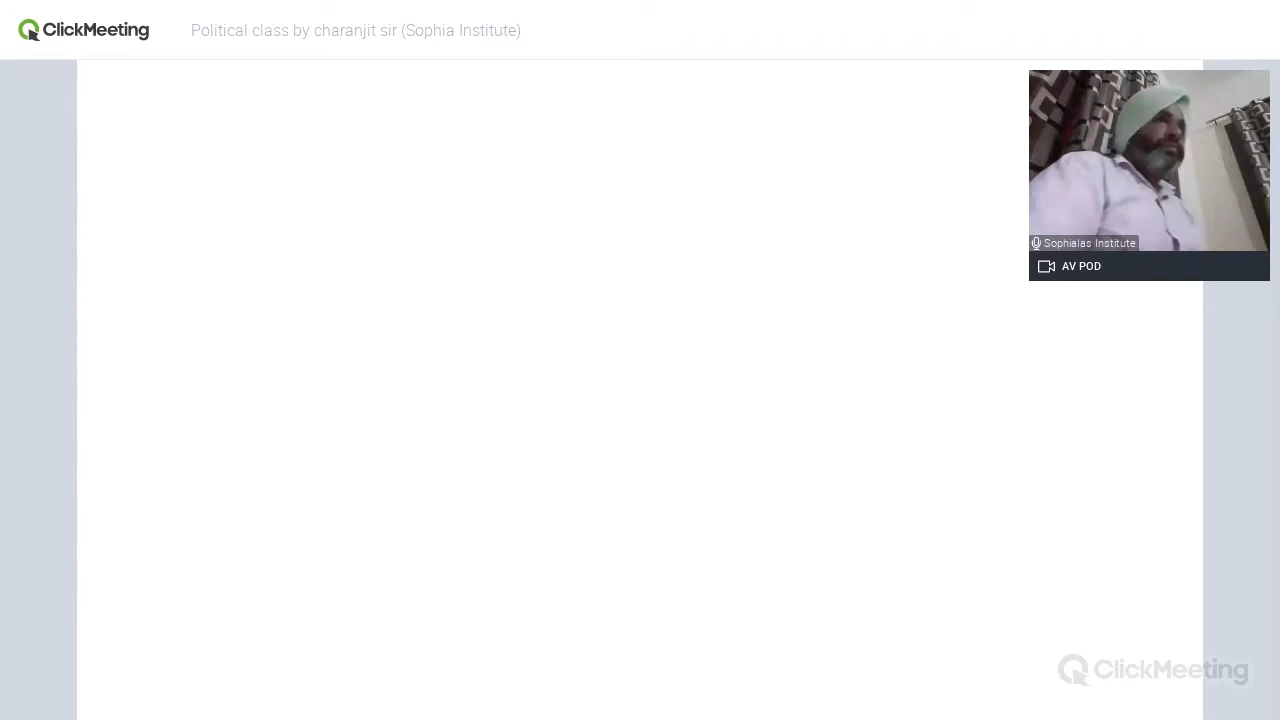 ClickMeeting
Political class by charanjit sir (Sophia Institute)
SophiaIas Institute
AV POD
ClickMeeting